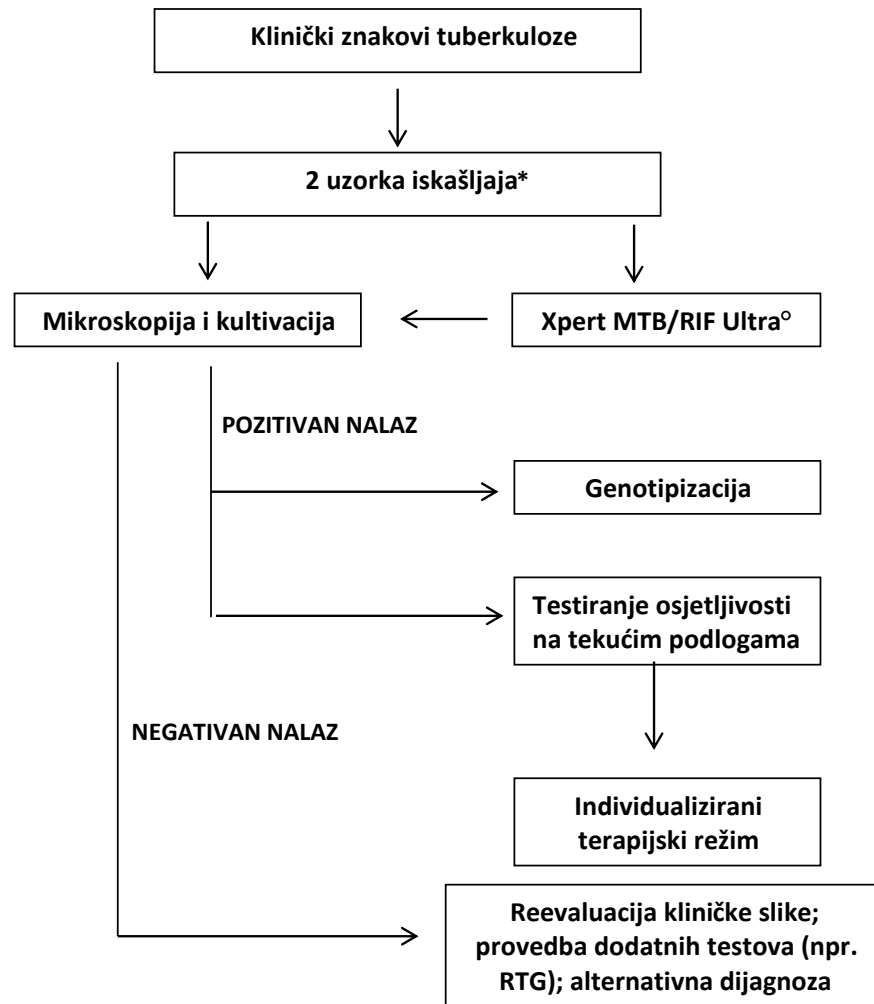 Klinički znakovi tuberkuloze
2 uzorka iskašljaja*
Mikroskopija i kultivacija
Xpert MTB/RIF Ultra°
POZITIVAN NALAZ
Genotipizacija
Testiranje osjetljivosti
na tekućim podlogama
NEGATIVAN NALAZ
Individualizirani
terapijski režim
Reevaluacija kliničke slike;
provedba dodatnih testova (npr.
RTG); alternativna dijagnoza